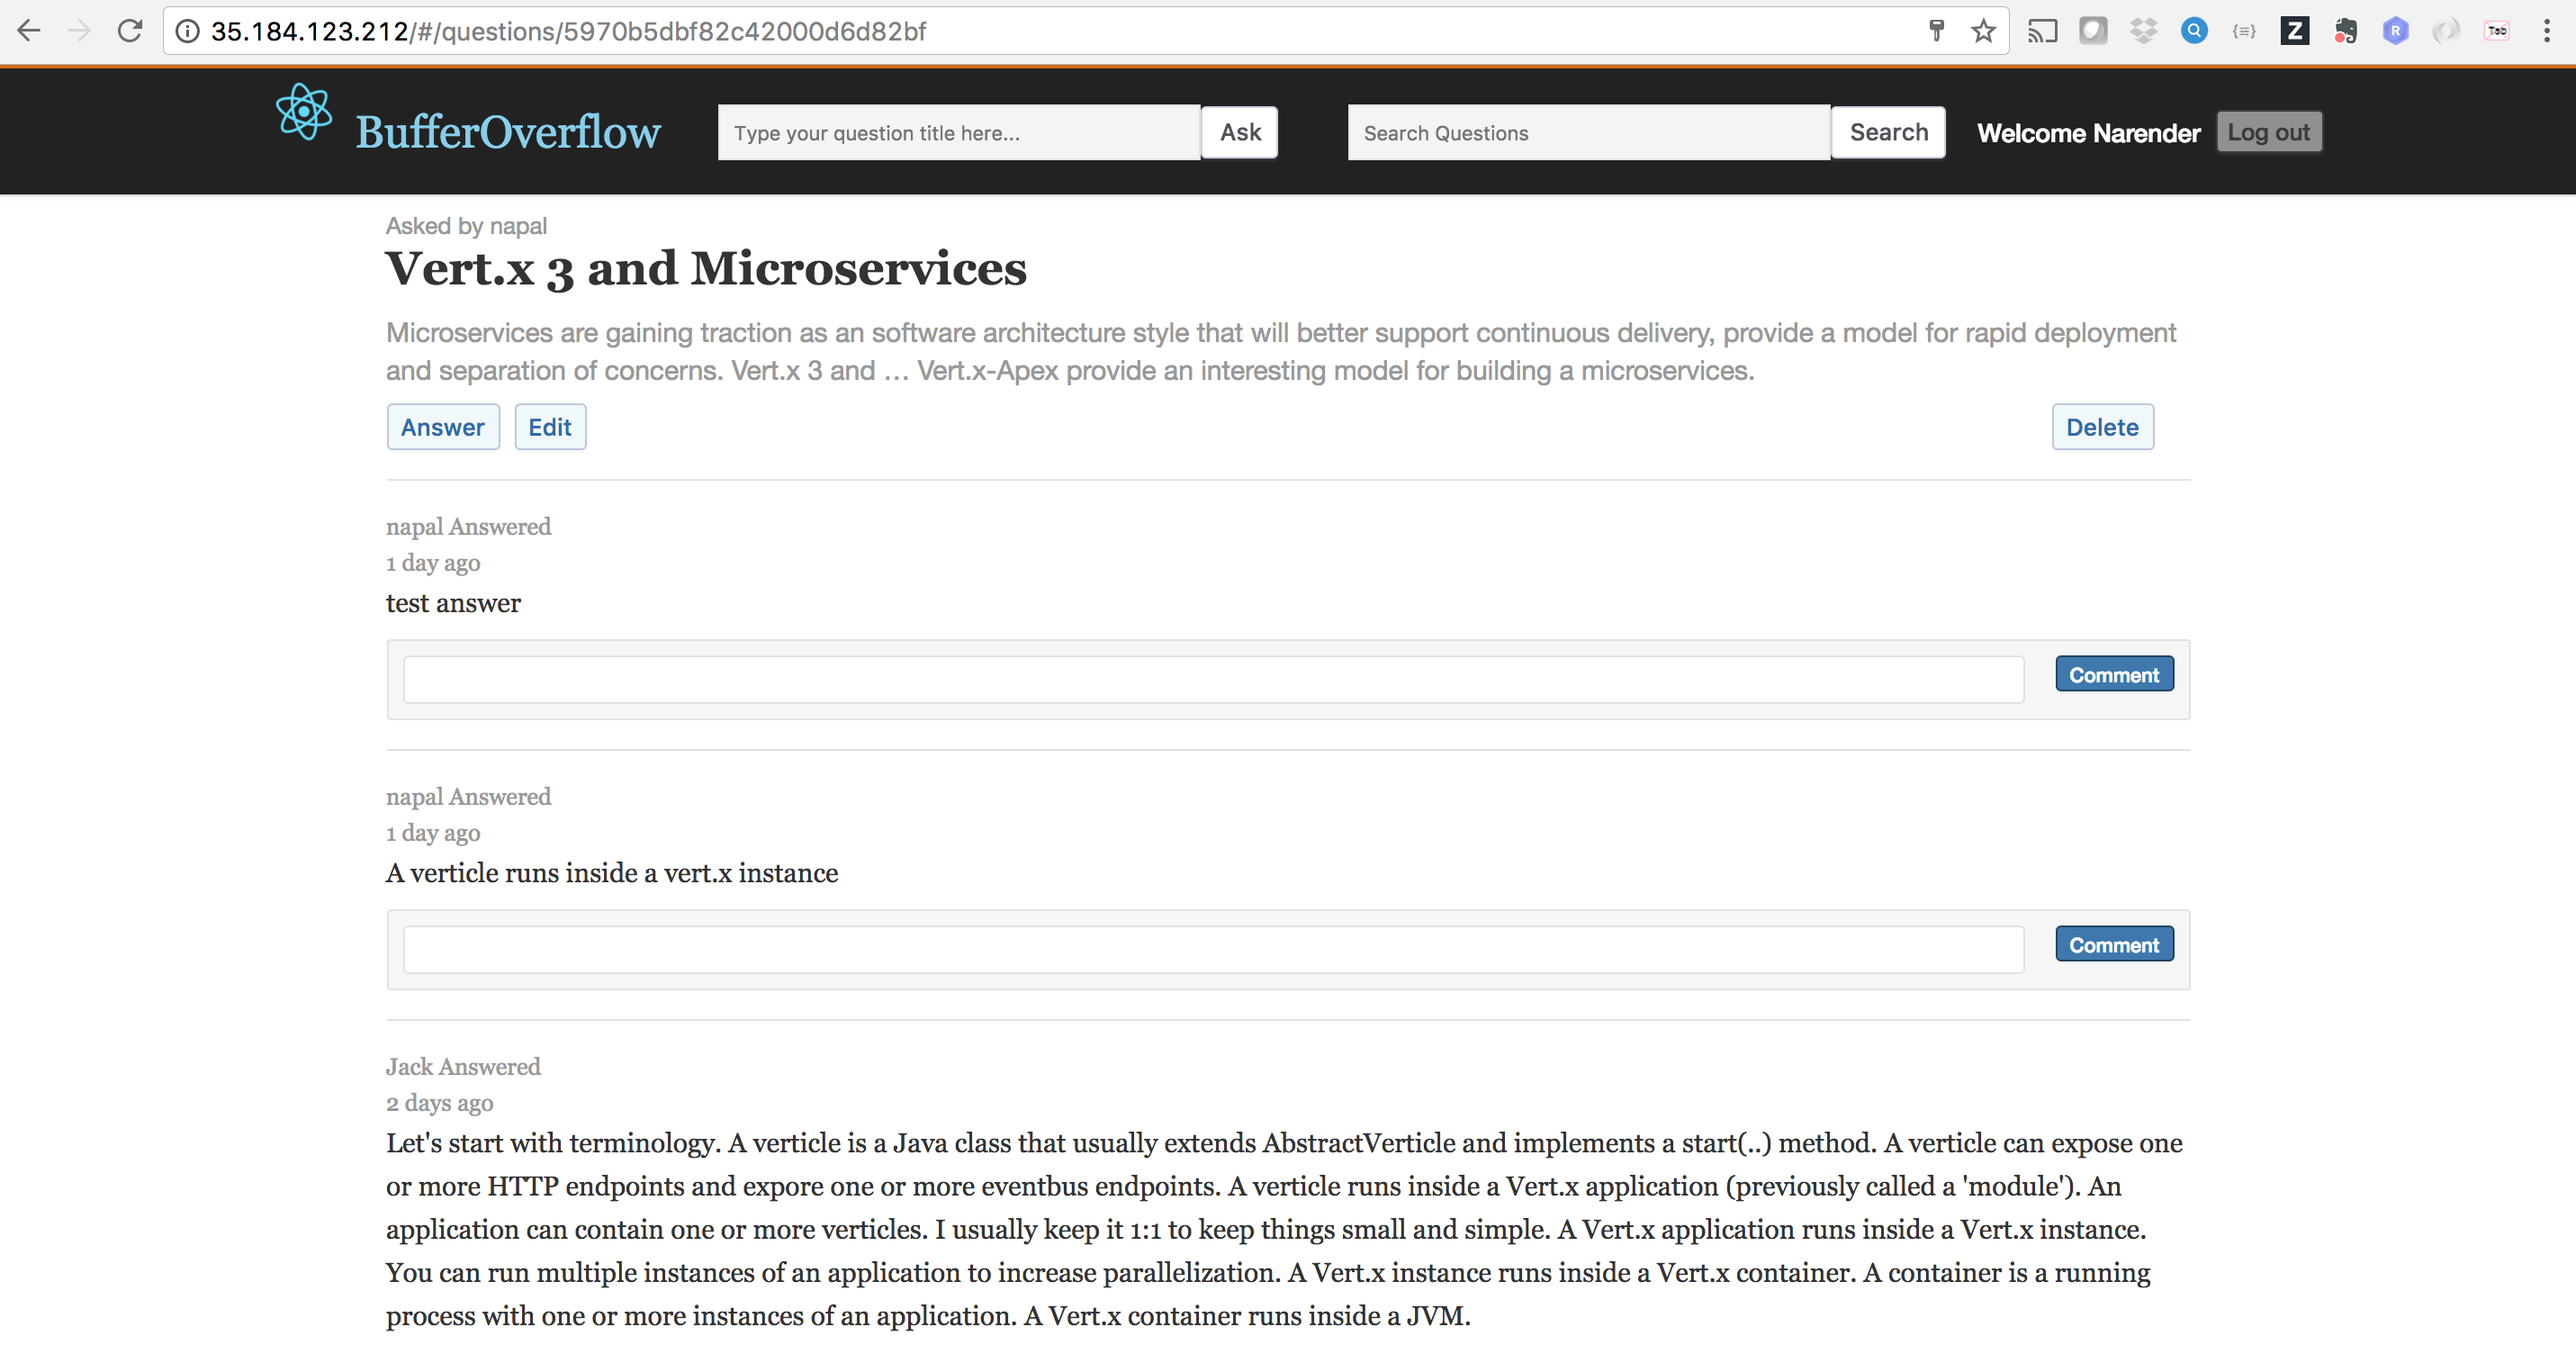 35.184.123.212/#/questions/5970b5dbf82c42000d6d82bf
{≡}
Z
R
Tab
BufferOverflow
Type your question title here...
Ask
Search Questions
Search
Welcome Narender
Log out
Asked by napal
Vert.x 3 and Microservices
Microservices are gaining traction as an software architecture style that will better support continuous delivery, provide a model for rapid deployment
and separation of concerns. Vert.x 3 and … Vert.x-Apex provide an interesting model for building a microservices.
Answer
Edit
Delete
napal Answered
1 day ago
test answer
Comment
napal Answered
1 day ago
A verticle runs inside a vert.x instance
Comment
Jack Answered
2 days ago
Let's start with terminology. A verticle is a Java class that usually extends AbstractVerticle and implements a start(..) method. A verticle can expose one
or more HTTP endpoints and expore one or more eventbus endpoints. A verticle runs inside a Vert.x application (previously called a 'module'). An
application can contain one or more verticles. I usually keep it 1:1 to keep things small and simple. A Vert.x application runs inside a Vert.x instance.
You can run multiple instances of an application to increase parallelization. A Vert.x instance runs inside a Vert.x container. A container is a running
process with one or more instances of an application. A Vert.x container runs inside a JVM.